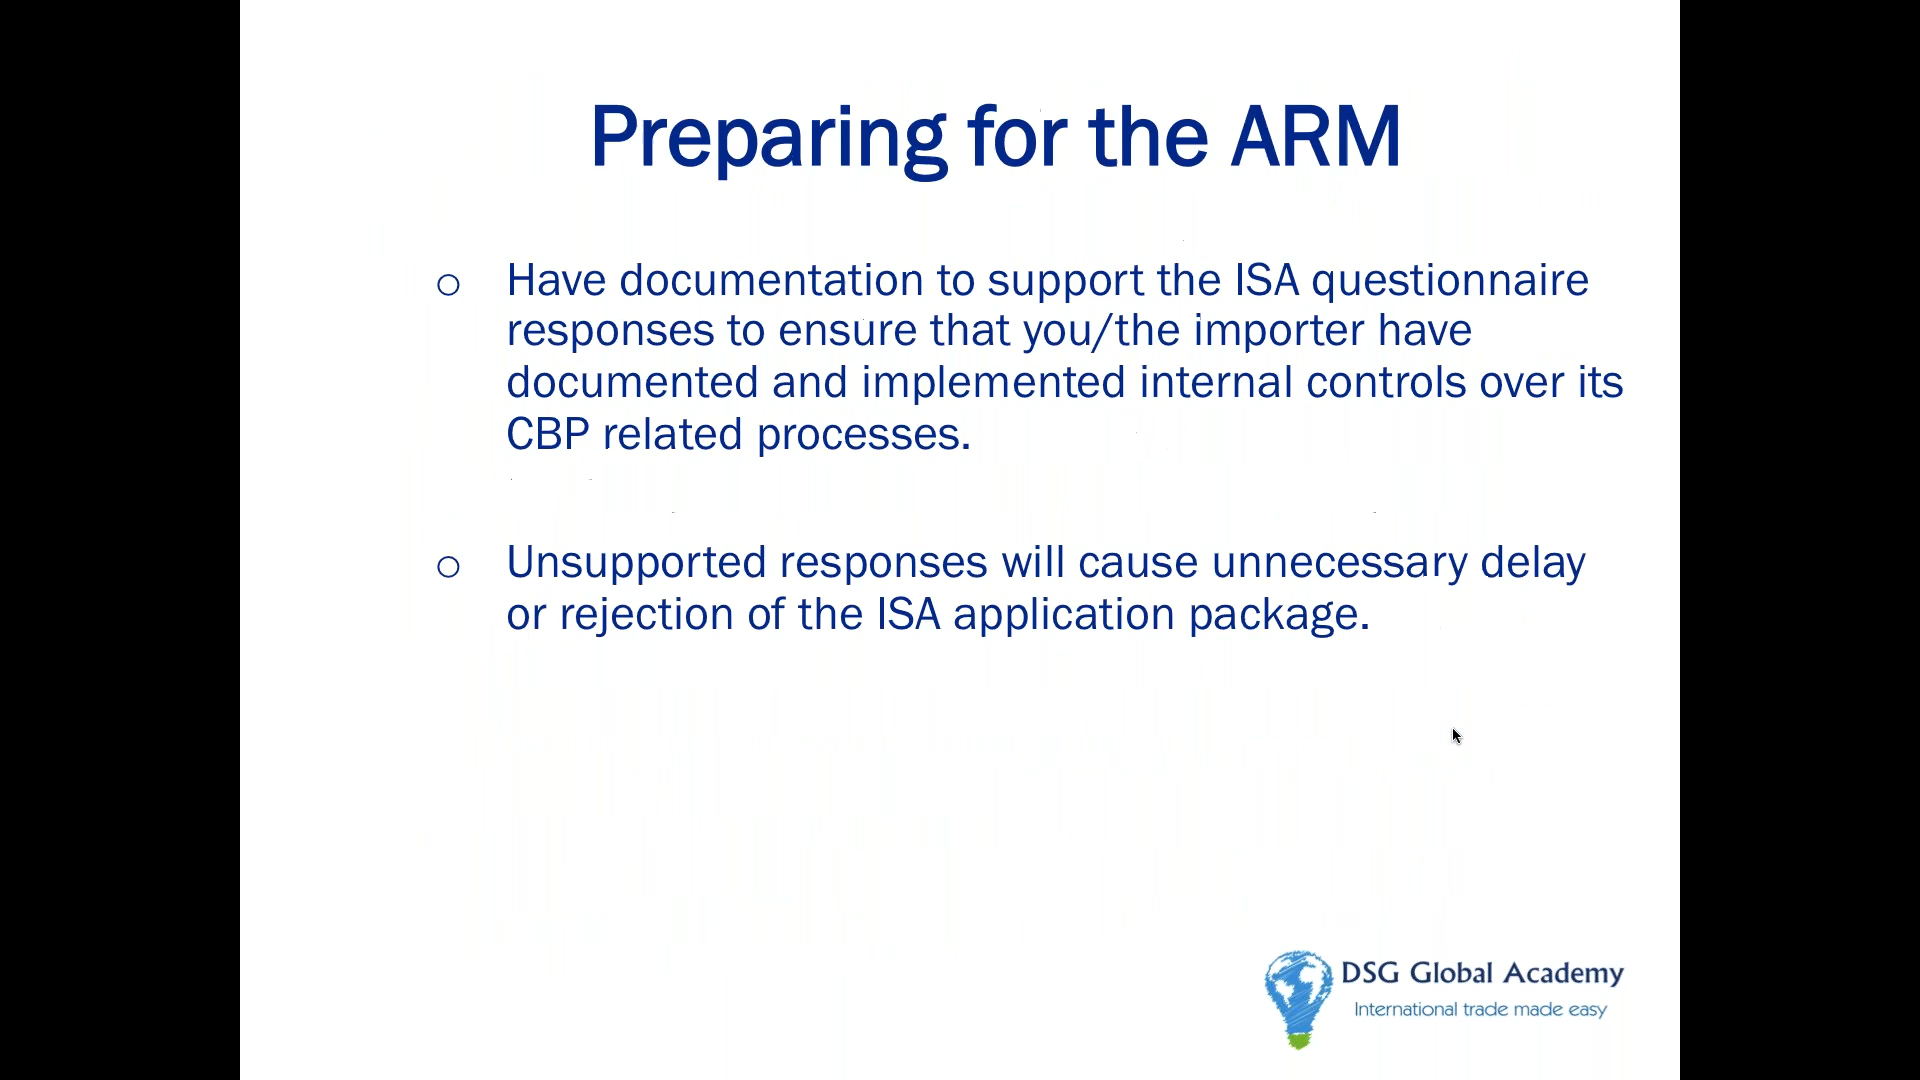 Preparing for the ARM
Have documentation to support the ISA questionnaire
responses to ensure that you/the importer have
documented and implemented internal controls over its
CBP related processes.
Unsupported responses will cause unnecessary delay
or rejection of the ISA application package.
DSG Global Academy
International trade made easy